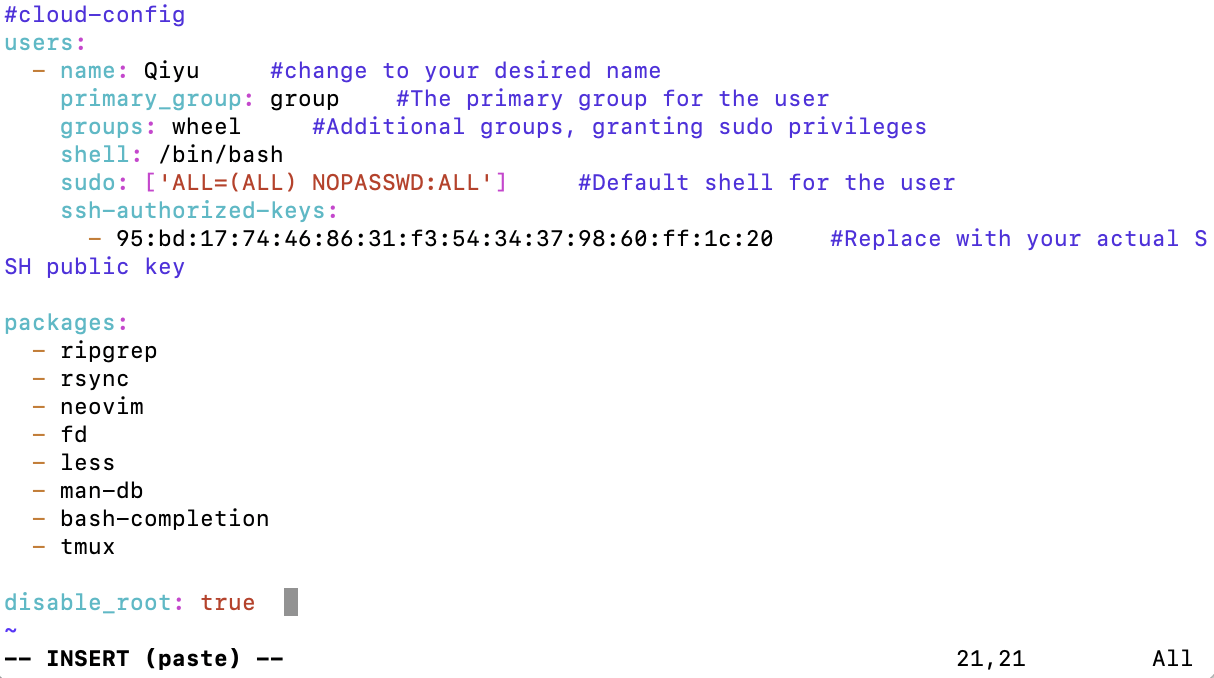 #cloud-config
users:
  - name: Qiyu     #change to your desired name
    primary_group: group    #The primary group for the user
    groups: wheel     #Additional groups, granting sudo privileges
    shell: /bin/bash
    sudo: ['ALL=(ALL) NOPASSWD:ALL']     #Default shell for the user
    ssh-authorized-keys:
      - 95:bd:17:74:46:86:31:f3:54:34:37:98:60:ff:1c:20    #Replace with your actual S
SH public key

packages:
  - ripgrep
  - rsync
  - neovim
  - fd
  - less
  - man-db
  - bash-completion
  - tmux

disable_root: true
~
-- INSERT (paste) --                                                21,21         All